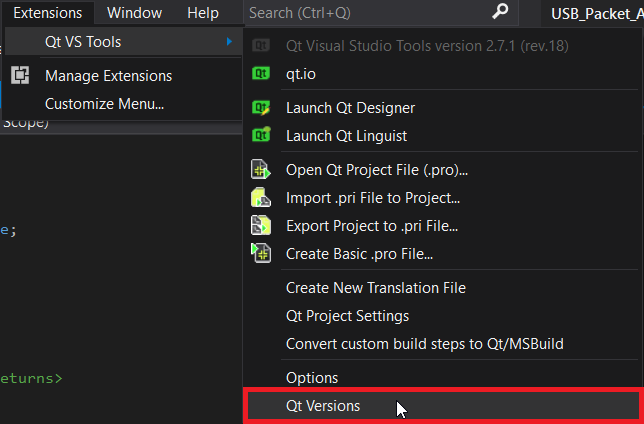 Extensions Window Help Search (Ctrl+Q) USB_Packet_A
Qt VS Tools
Manage Extensions
Customize Menu...
Scope)
e;
eturns>
Qt Visual Studio Tools version 2.7.1 (rev.18)
qt.io
Launch Qt Designer
Launch Qt Linguist
Open Qt Project File (.pro)...
Import .pri File to Project...
Export Project to .pri File...
Create Basic .pro File...
Create New Translation File
Qt Project Settings
Convert custom build steps to Qt/MSBuild
Options
Qt Versions